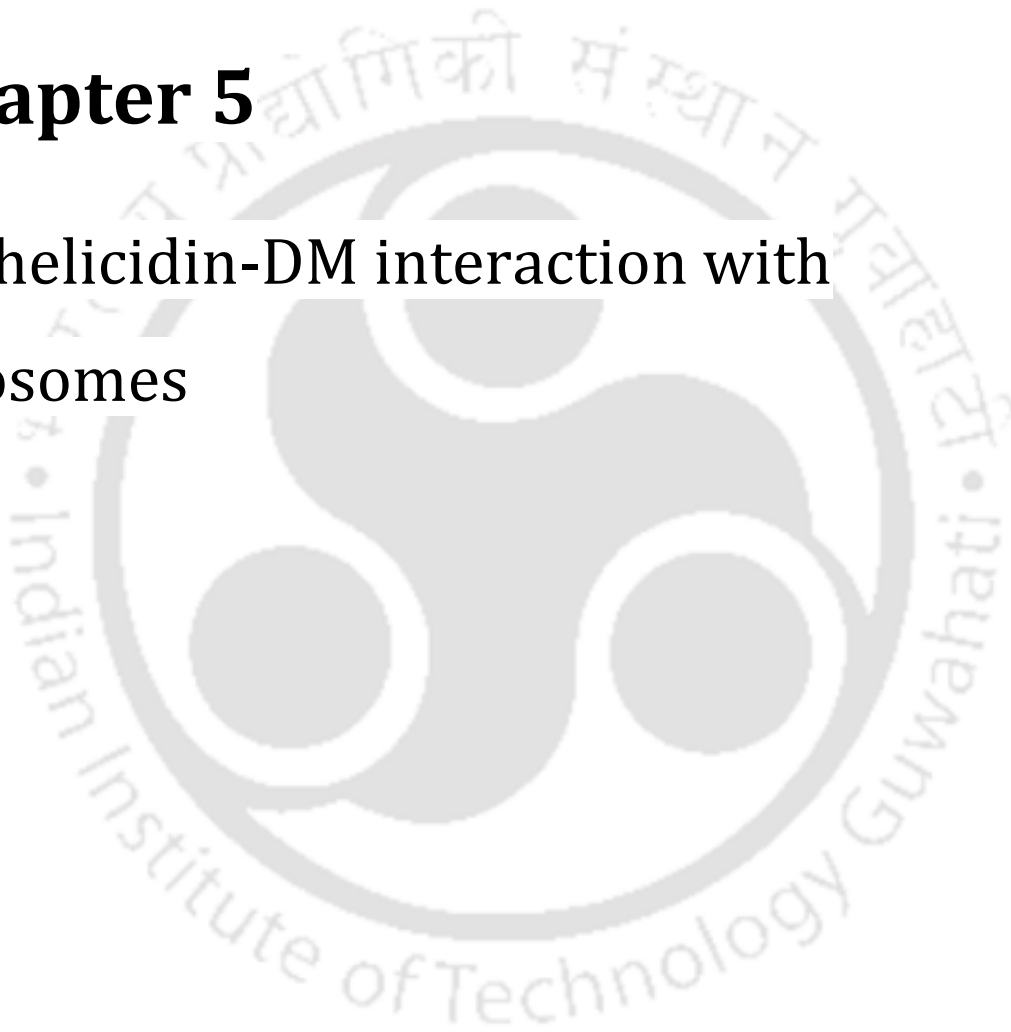 apter 5
helicidin-DM interaction with
osomes
प्रौद्योगिकी संस्थान गुवाहाटी
• Indian Institute of Technology Guwahati •